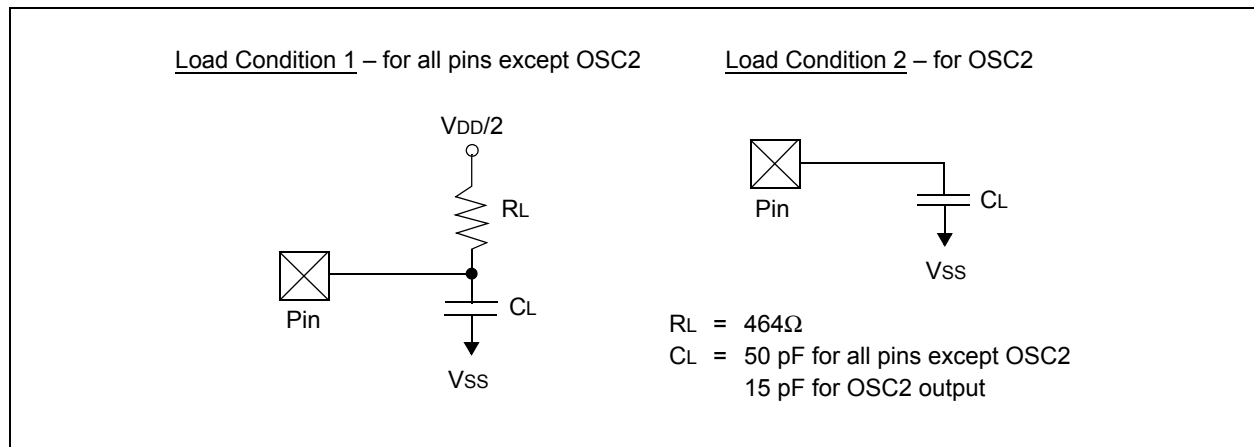 Load Condition 1 – for all pins except OSC2
VDD/2
RL
Pin
CL
VSS
Load Condition 2 – for OSC2
Pin
CL
VSS
RL = 464Ω
CL = 50 pF for all pins except OSC2
15 pF for OSC2 output